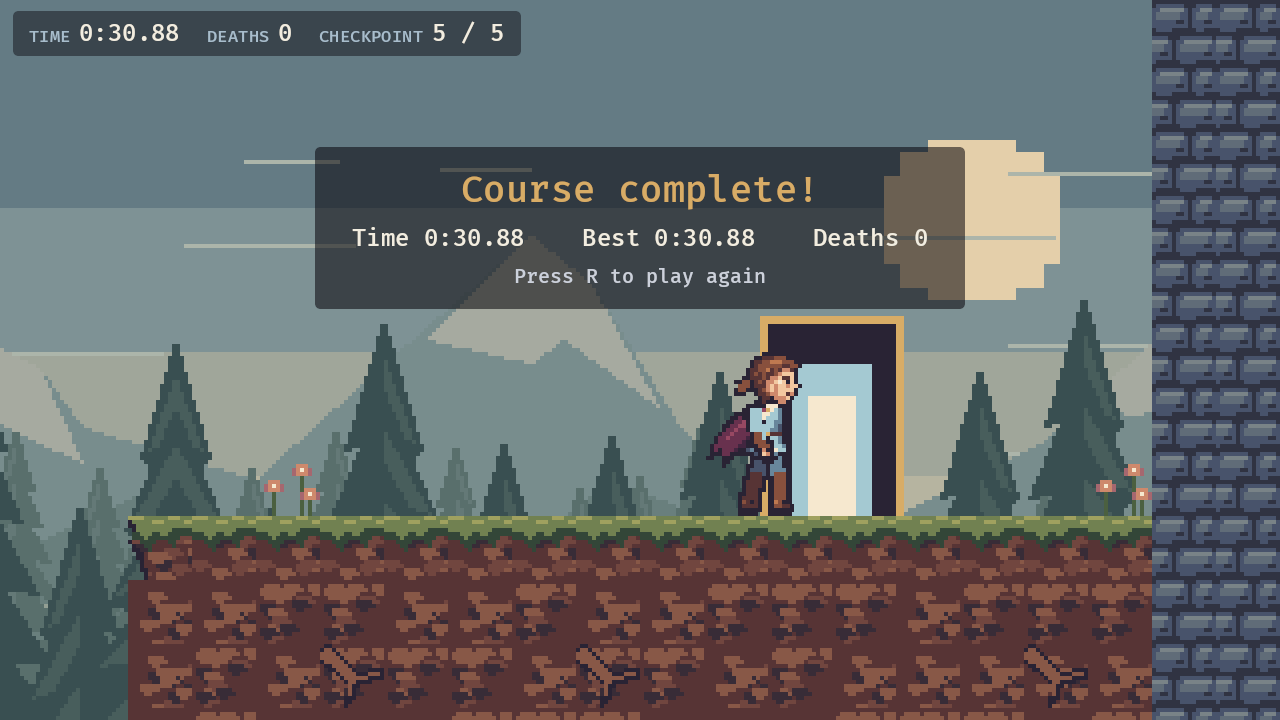 TIME 0:30.88 DEATHS 0 CHECKPOINT 5 / 5
Course complete!
Time 0:30.88 Best 0:30.88 Deaths 0
Press R to play again